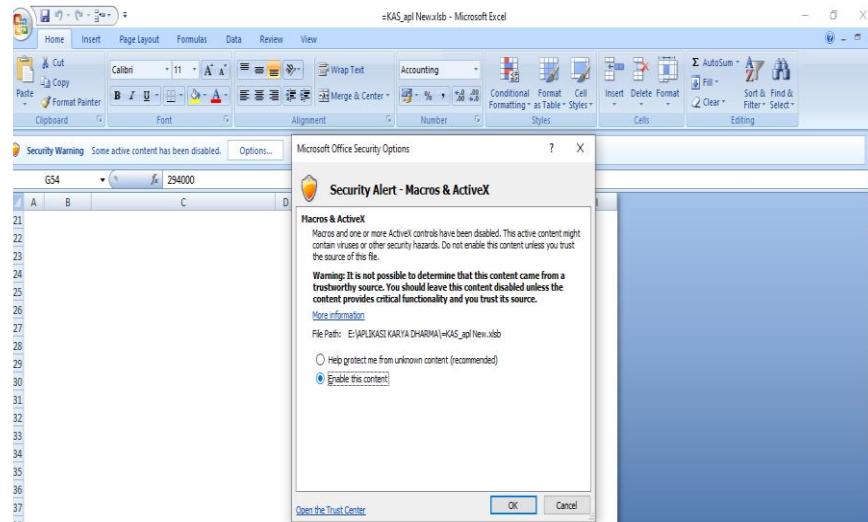 =KAS_apl New.xlsb - Microsoft Excel
Home Insert Page Layout Formulas Data Review View
Cut
Copy
Format Painter
Paste
Clipboard
Calibri 11 A A
B I U
Font
Wrap Text
Merge & Center
Alignment
Accounting
$ % , .0 .00 .00 .0
Number
Conditional Formatting
Format as Table
Cell Styles
Styles
Insert Delete Format
Cells
Σ AutoSum
Fill
Clear
Sort & Filter
Find & Select
Editing
Security Warning Some active content has been disabled. Options...
G54 fx 294000
A B C D
21
22
23
24
25
26
27
28
29
30
31
32
33
34
35
36
37
Microsoft Office Security Options ? X
Security Alert - Macros & ActiveX
Macros & ActiveX
Macros and one or more ActiveX controls have been disabled. This active content might
contain viruses or other security hazards. Do not enable this content unless you trust
the source of this file.
Warning: It is not possible to determine that this content came from a
trustworthy source. You should leave this content disabled unless the
content provides critical functionality and you trust its source.
More information
File Path: E:\APLIKASI KARYA DHARMA\=KAS_apl New.xlsb
Help protect me from unknown content (recommended)
Enable this content
Open the Trust Center
OK Cancel